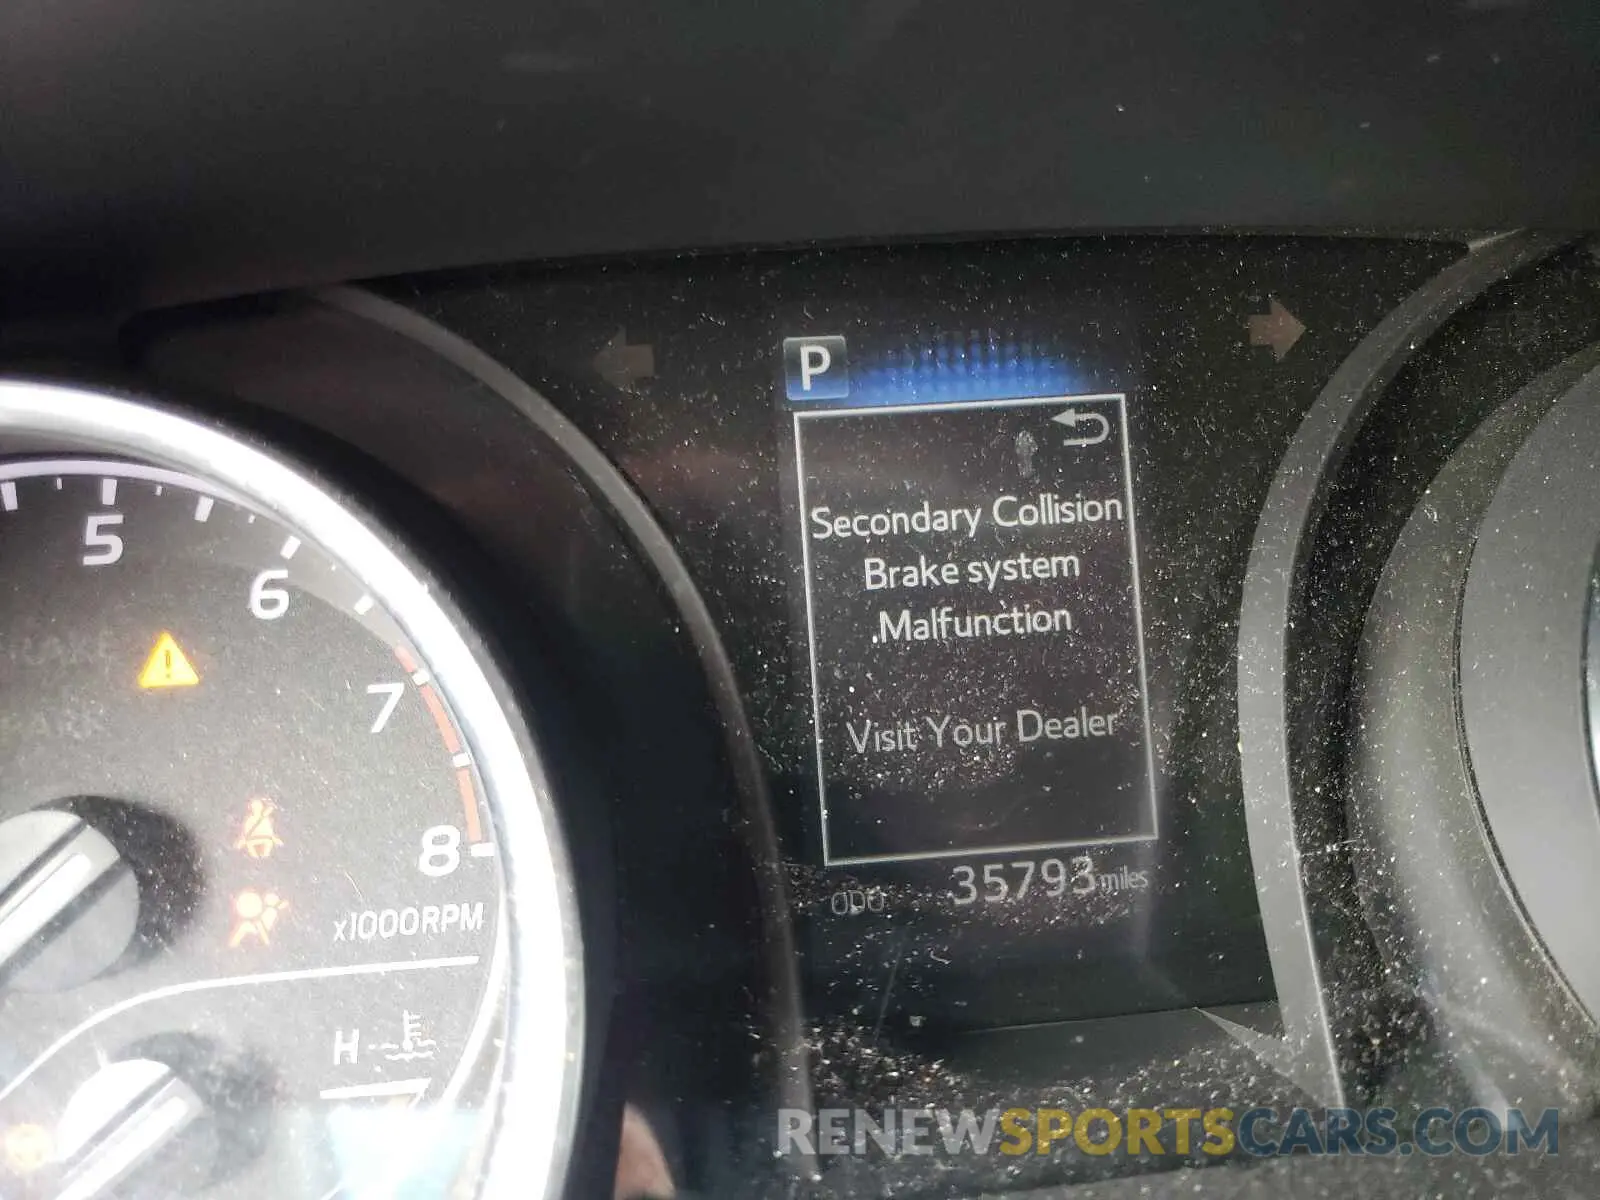 P
Secondary Collision
Brake system
Malfunction
Visit Your Dealer
ODO 35793 miles
5
6
7
8
x1000RPM
H
RENEWSPORTSCARS.COM